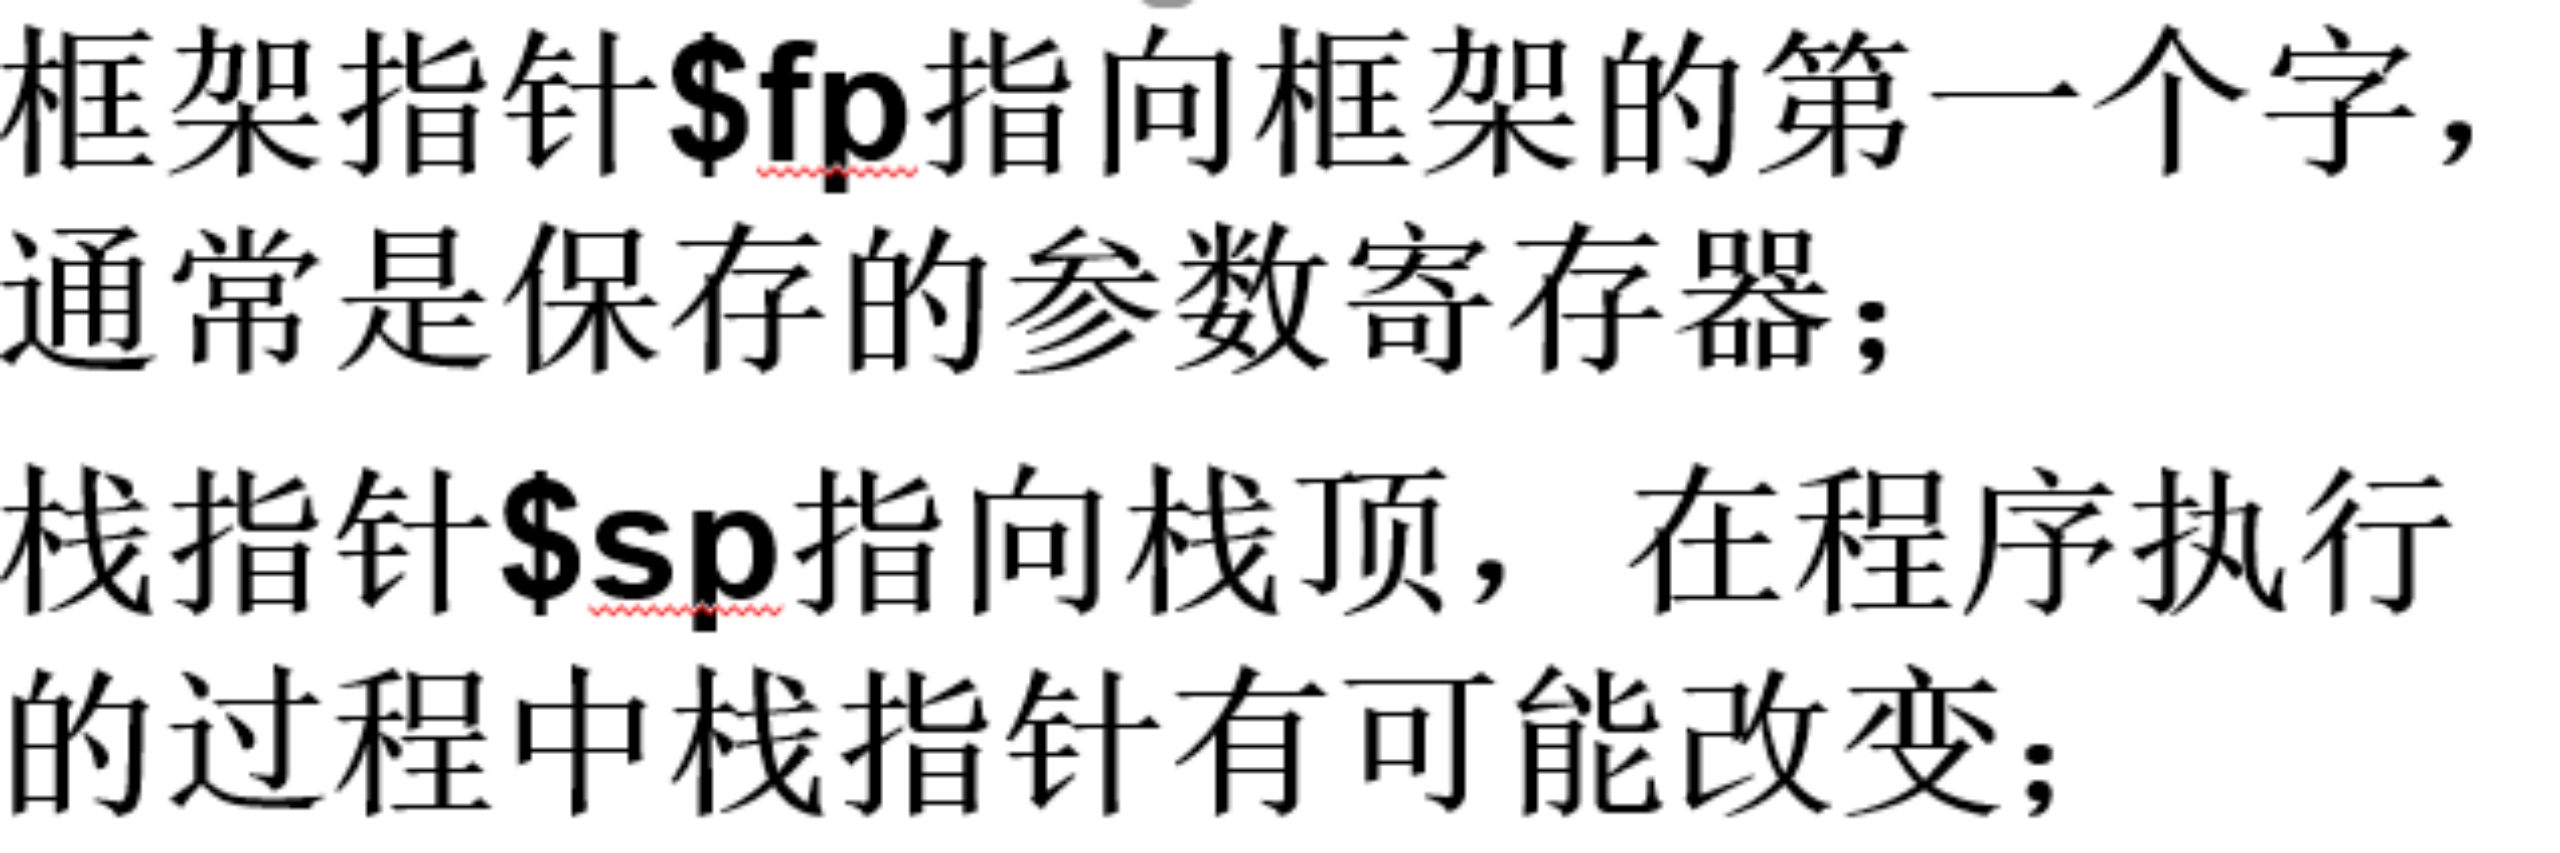 框架指针$fp指向框架的第一个字，
通常是保存的参数寄存器；
栈指针$sp指向栈顶，在程序执行
的过程中栈指针有可能改变；